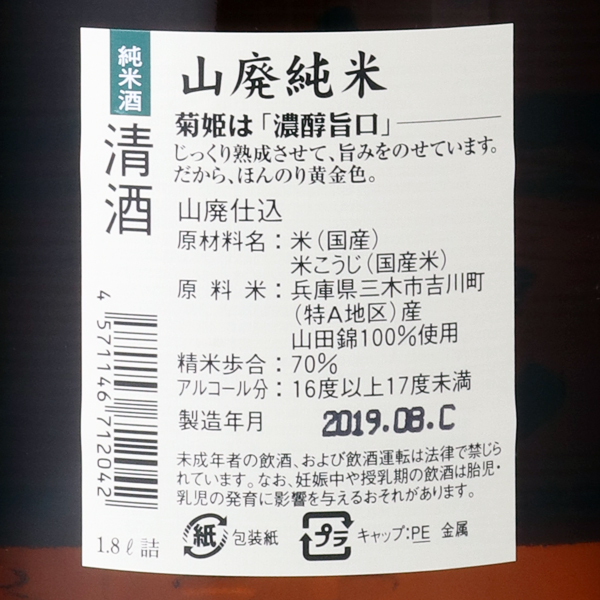 純米酒
清酒
山廃純米
菊姫は「濃醇旨口」
じっくり熟成させて、旨みをのせています。
だから、ほんのり黄金色。
山廃仕込
原材料名：米（国産）
米こうじ（国産米）
原料米：兵庫県三木市吉川町
（特A地区）産
山田錦100%使用
精米歩合：70%
アルコール分：16度以上17度未満
製造年月 2019.08.C
未成年者の飲酒、および飲酒運転は法律で禁じら
れています。なお、妊娠中や授乳期の飲酒は胎児・
乳児の発育に影響を与えるおそれがあります。
紙 包装紙 プラ キャップ：PE 金属
4571146712042
1.8ℓ詰